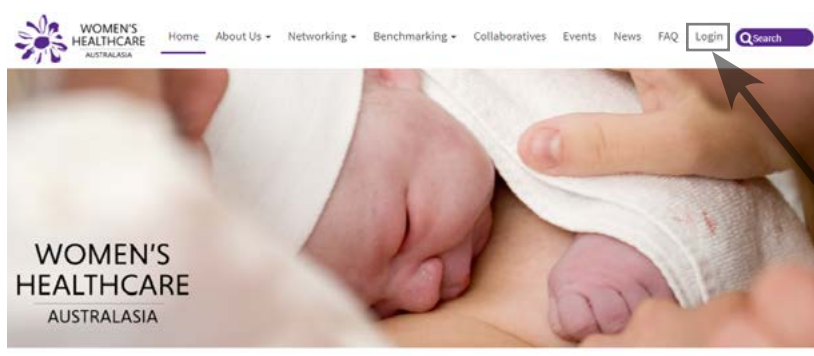 WOMEN'S
HEALTHCARE
AUSTRALASIA
Home About Us Networking Benchmarking Collaboratives Events News FAQ Login Search
WOMEN'S
HEALTHCARE
AUSTRALASIA